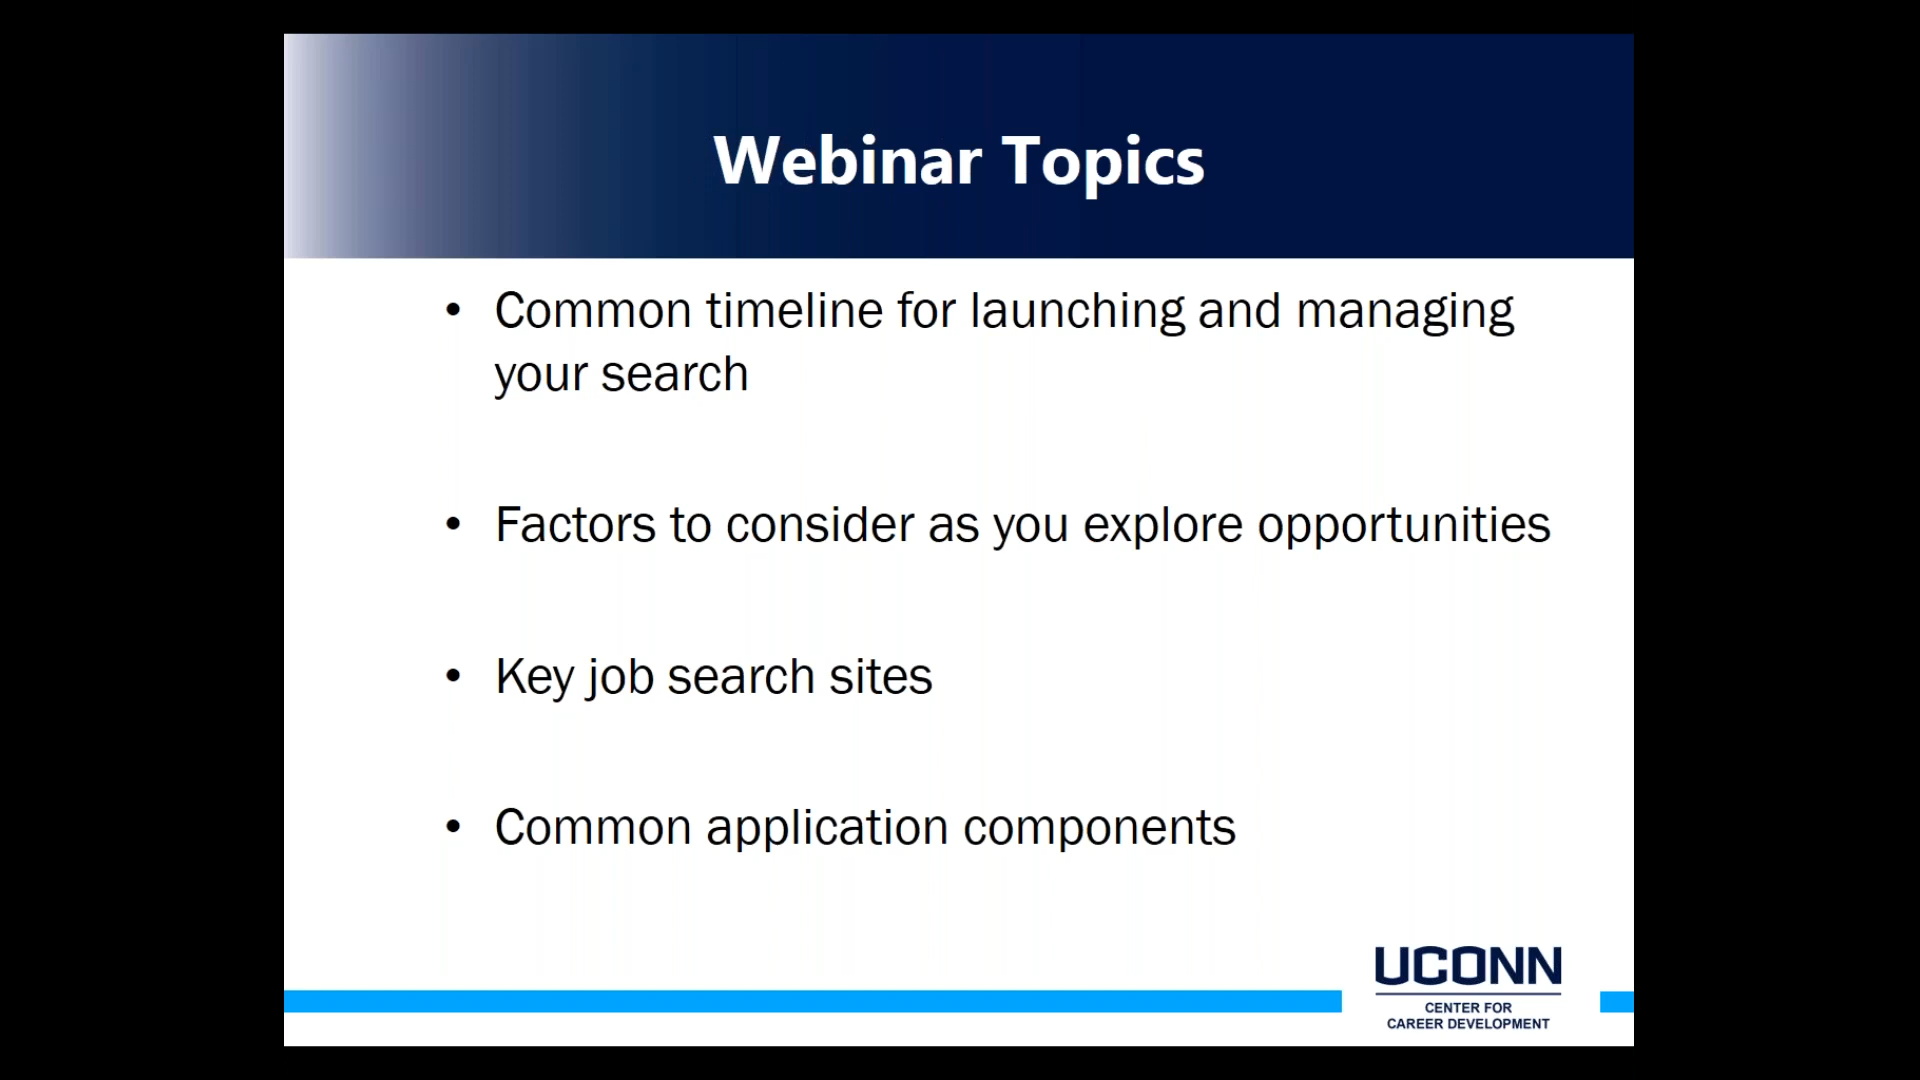 Webinar Topics
• Common timeline for launching and managing
your search
• Factors to consider as you explore opportunities
• Key job search sites
• Common application components
UCONN
CENTER FOR
CAREER DEVELOPMENT